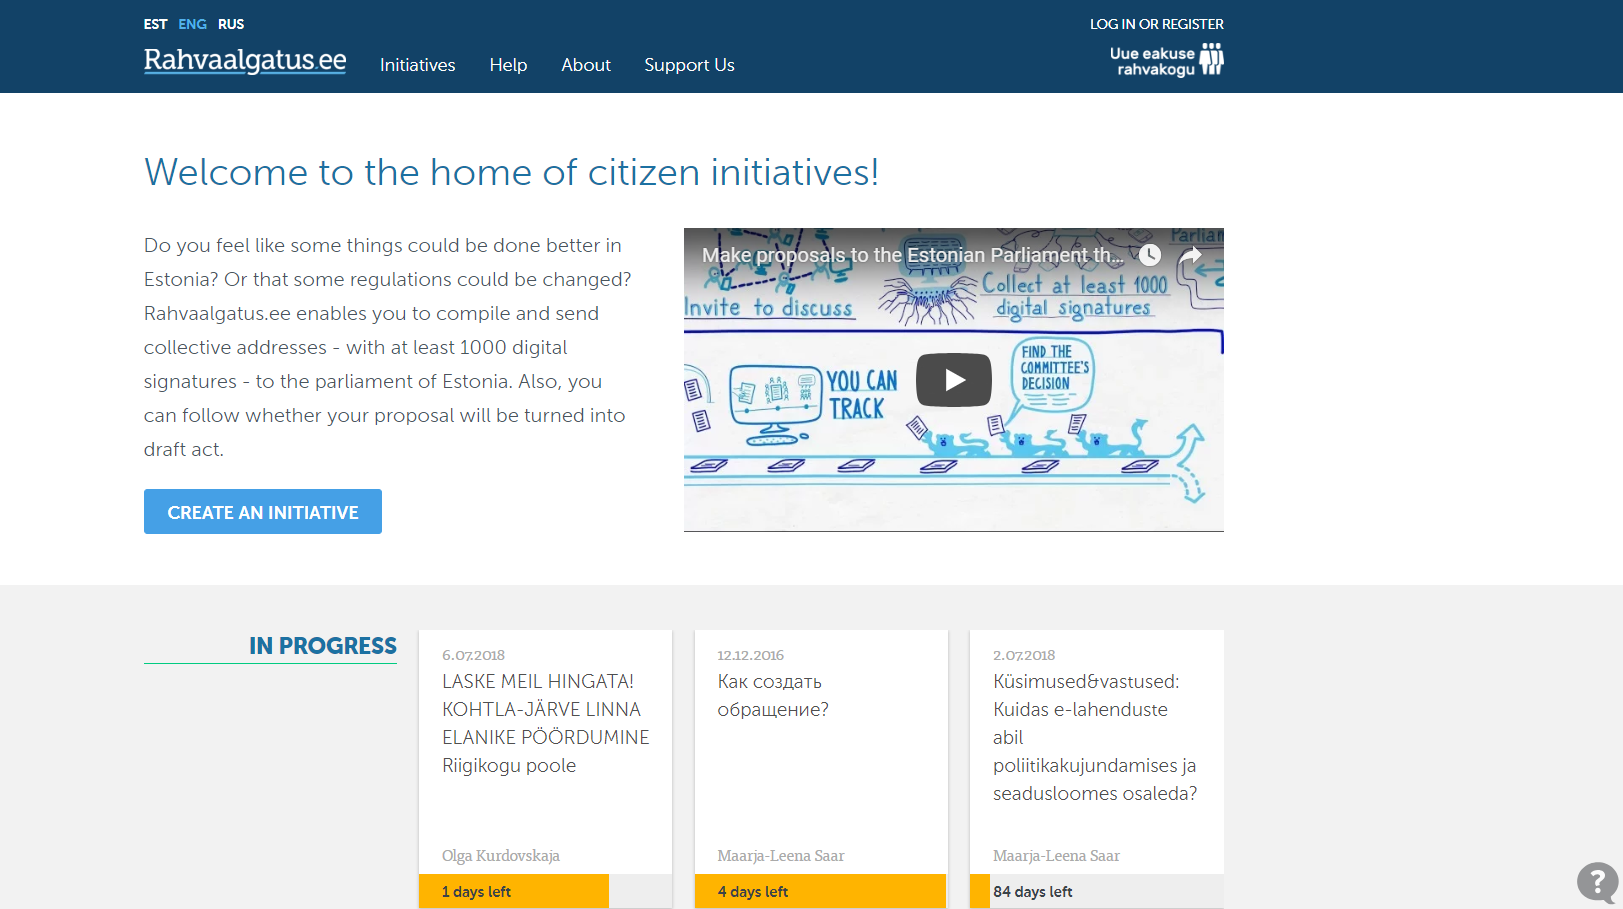 EST ENG RUS
LOG IN OR REGISTER
Rahvaalgatus.ee
Initiatives Help About Support Us
Uue eakuse
rahvakogu
Welcome to the home of citizen initiatives!
Do you feel like some things could be done better in
Estonia? Or that some regulations could be changed?
Rahvaalgatus.ee enables you to compile and send
collective addresses - with at least 1000 digital
signatures - to the parliament of Estonia. Also, you
can follow whether your proposal will be turned into
draft act.
CREATE AN INITIATIVE
Make proposals to the Estonian Parliament th...
Parliam
Invite to discuss
Collect at least 1000
digital signatures
YOU CAN
TRACK
FIND THE
COMMITTEE'S
DECISION
IN PROGRESS
6.07.2018
LASKE MEIL HINGATA!
KOHTLA-JÄRVE LINNA
ELANIKE PÖÖRDUMINE
Riigikogu poole
Olga Kurdovskaja
1 days left
12.12.2016
Как создать
обращение?
Maarja-Leena Saar
4 days left
2.07.2018
Küsimused&vastused:
Kuidas e-lahenduste
abil
poliitikakujundamises ja
seadusloomes osaleda?
Maarja-Leena Saar
84 days left
?